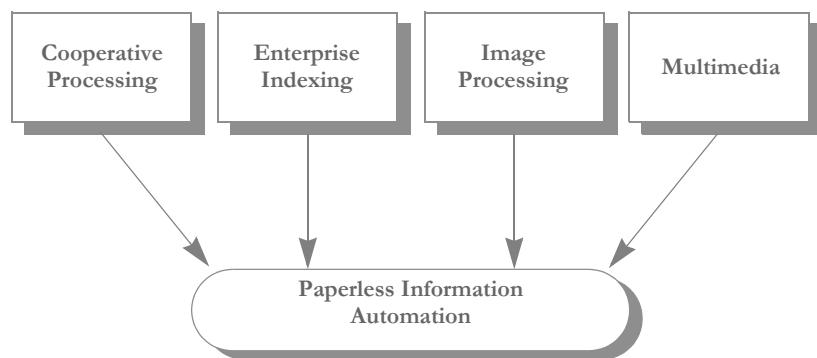 Cooperative
Processing
Enterprise
Indexing
Image
Processing
Multimedia
Paperless Information
Automation